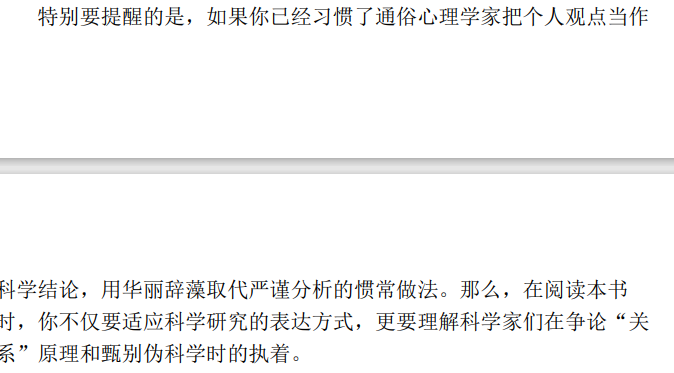 特别要提醒的是，如果你已经习惯了通俗心理学家把个人观点当作
科学结论，用华丽辞藻取代严谨分析的惯常做法。那么，在阅读本书
时，你不仅要适应科学研究的表达方式，更要理解科学家们在争论“关
系”原理和甄别伪科学时的执着。